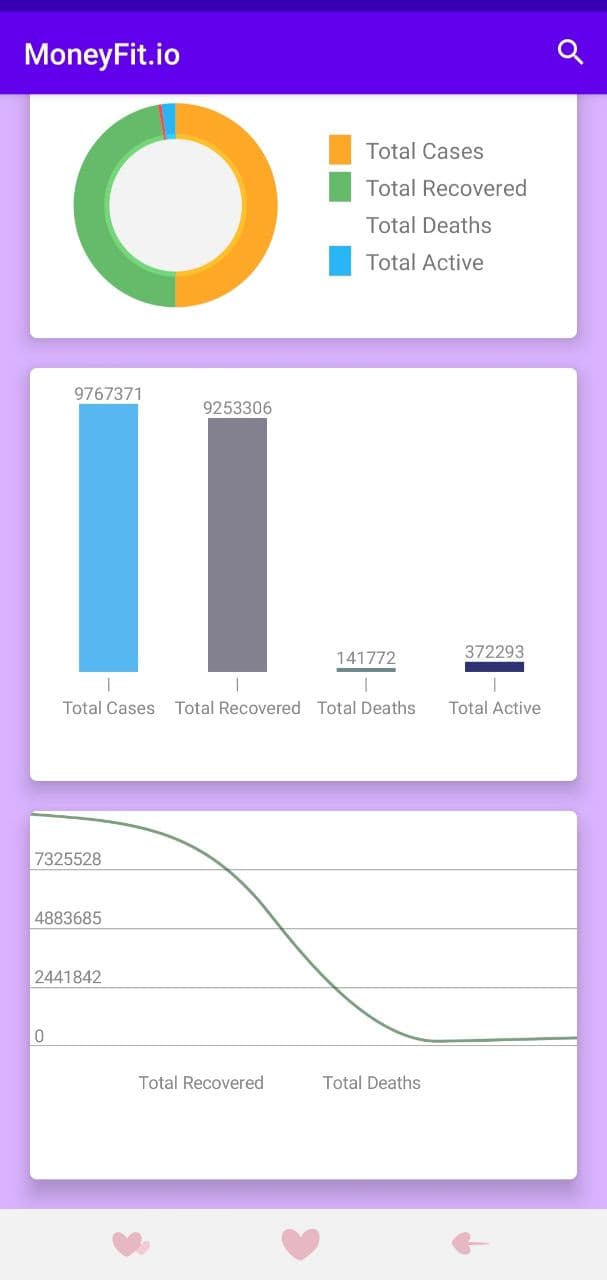 MoneyFit.io
Total Cases
Total Recovered
Total Deaths
Total Active
9767371
9253306
141772
372293
Total Cases
Total Recovered
Total Deaths
Total Active
7325528
4883685
2441842
0
Total Recovered
Total Deaths